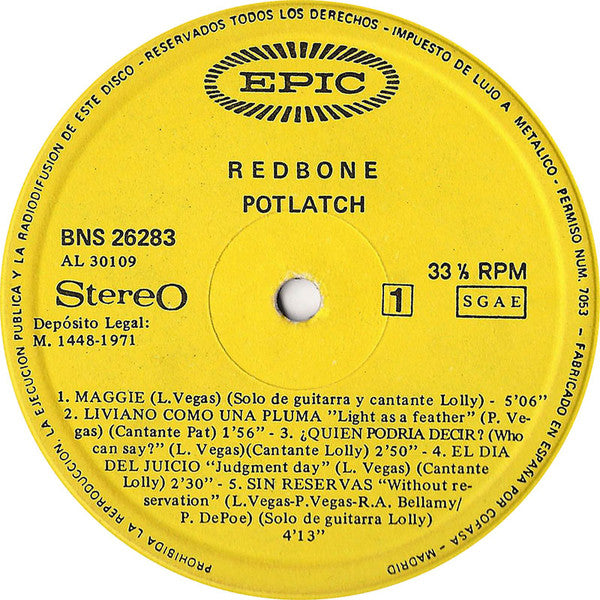 PROHIBIDA LA REPRODUCCION, LA EJECUCION PUBLICA Y LA RADIODIFUSION DE ESTE DISCO - RESERVADOS TODOS LOS DERECHOS - IMPUESTO DE LUJO A METALICO - PERMISO NUM. 7053 - FABRICADO EN ESPAÑA POR COFASA - MADRID
EPIC
REDBONE
POTLATCH
BNS 26283
AL 30109
33 ⅓ RPM
StereO
1
SGAE
Depósito Legal:
M. 1448-1971
1. MAGGIE (L. Vegas) (Solo de guitarra y cantante Lolly) - 5'06"
2. LIVIANO COMO UNA PLUMA "Light as a feather" (P. Ve-
gas) (Cantante Pat) 1'56" - 3. ¿QUIEN PODRIA DECIR? (Who
can say?") (L. Vegas)(Cantante Lolly) 2'50" - 4. EL DIA
DEL JUICIO "Judgment day" (L. Vegas) (Cantante
Lolly) 2'30" - 5. SIN RESERVAS "Without re-
servation" (L.Vegas-P.Vegas-R.A. Bellamy/
P. DePoe) (Solo de guitarra Lolly)
4'13"